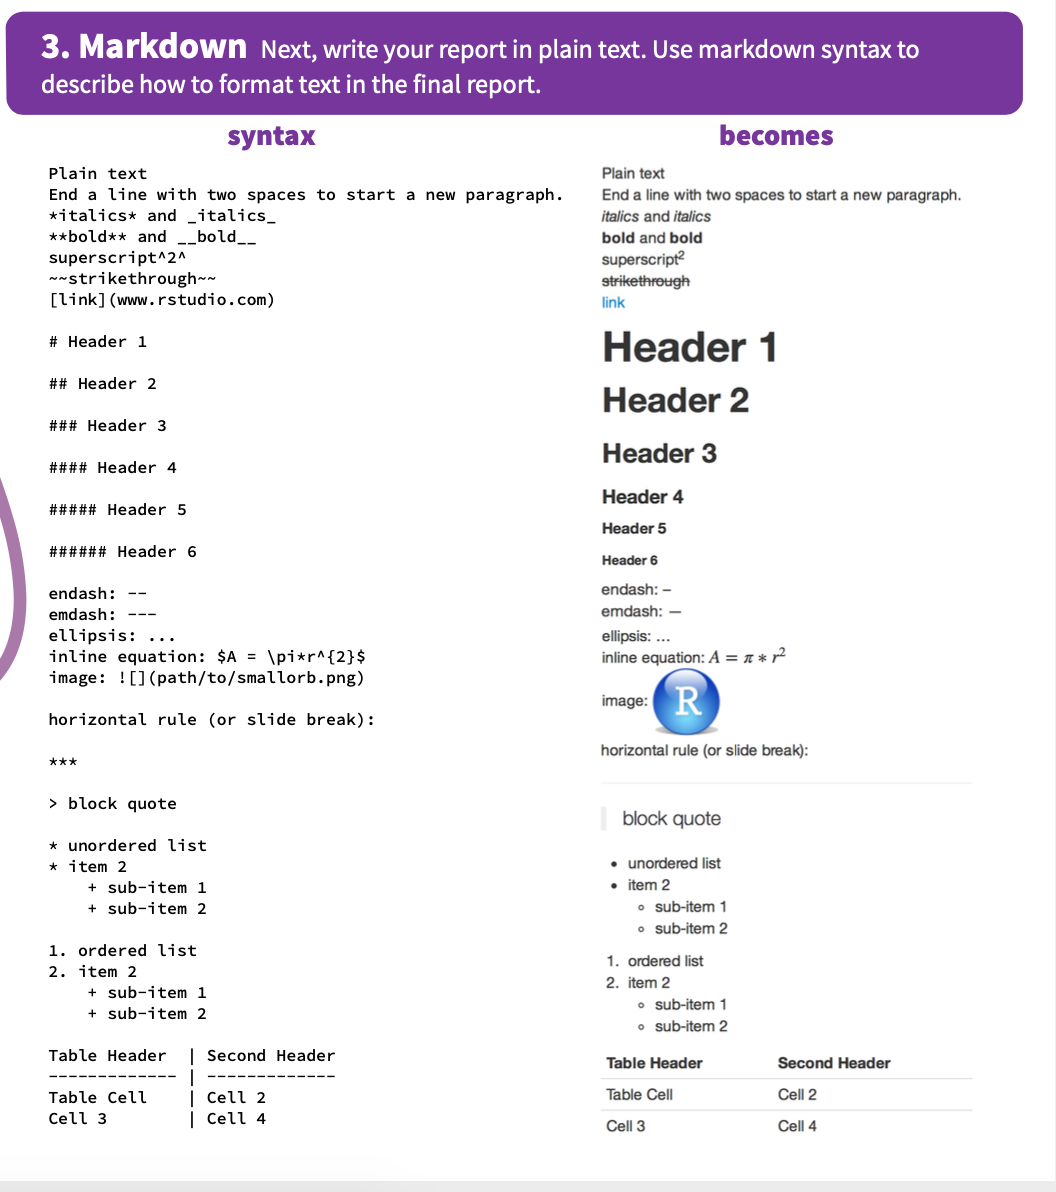 3. Markdown Next, write your report in plain text. Use markdown syntax to
describe how to format text in the final report.
syntax
Plain text
End a line with two spaces to start a new paragraph.
*italics* and _italics_
**bold** and __bold__
superscript^2^
~~strikethrough~~
[link](www.rstudio.com)
# Header 1
## Header 2
### Header 3
#### Header 4
##### Header 5
###### Header 6
endash: --
emdash: ---
ellipsis: ...
inline equation: $A = \pi*r^{2}$
image: ![](path/to/smallorb.png)
horizontal rule (or slide break):
***
> block quote
* unordered list
* item 2
    + sub-item 1
    + sub-item 2
1. ordered list
2. item 2
    + sub-item 1
    + sub-item 2
Table Header  | Second Header
------------- | -------------
Table Cell    | Cell 2
Cell 3        | Cell 4
becomes
Plain text
End a line with two spaces to start a new paragraph.
italics and italics
bold and bold
superscript²
strikethrough
link
Header 1
Header 2
Header 3
Header 4
Header 5
Header 6
endash: –
emdash: —
ellipsis: …
inline equation: A = π * r²
image: R
horizontal rule (or slide break):
block quote
• unordered list
• item 2
    ◦ sub-item 1
    ◦ sub-item 2
1. ordered list
2. item 2
    ◦ sub-item 1
    ◦ sub-item 2
Table Header Second Header
Table Cell Cell 2
Cell 3 Cell 4